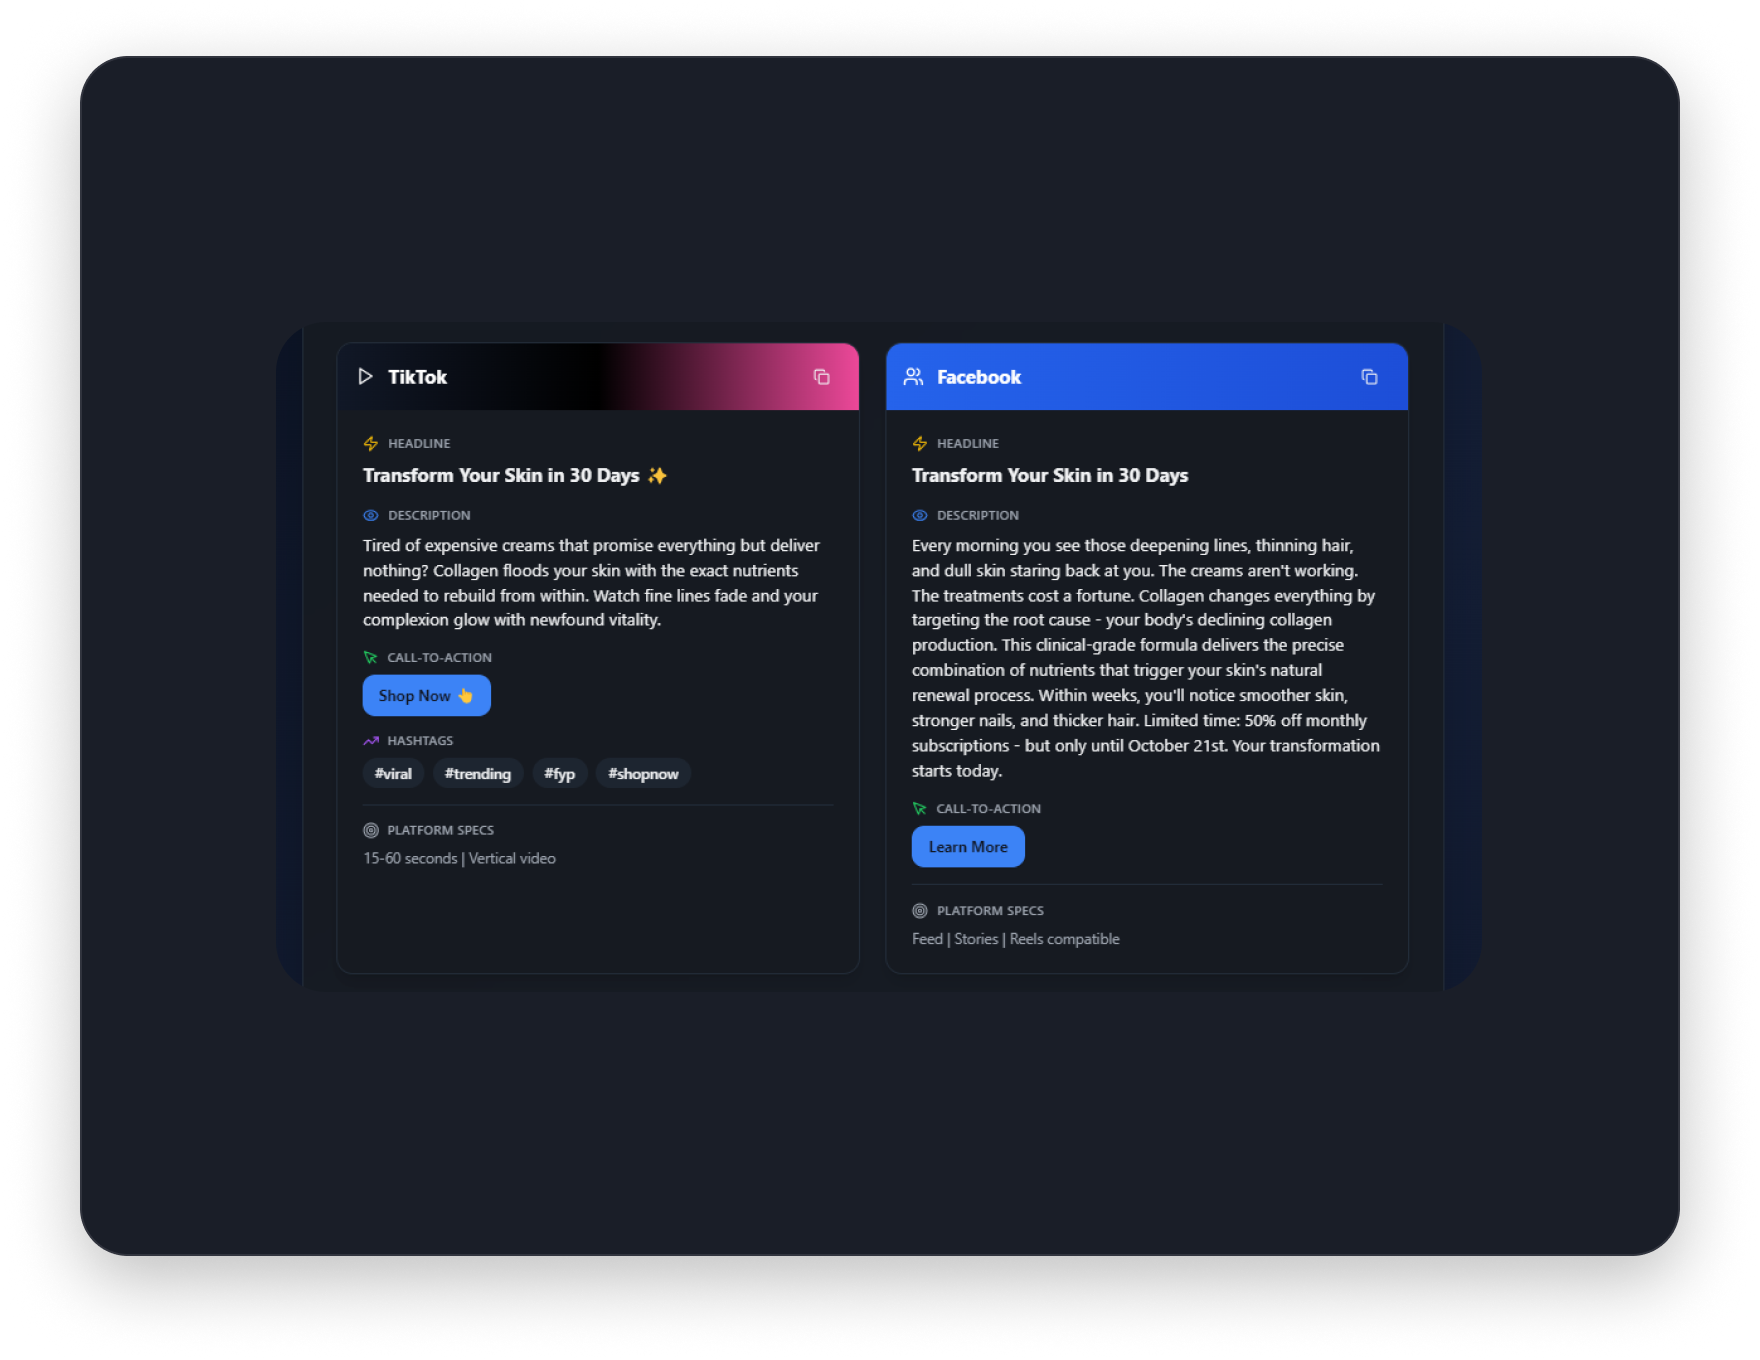 TikTok
HEADLINE
Transform Your Skin in 30 Days ✨
DESCRIPTION
Tired of expensive creams that promise everything but deliver
nothing? Collagen floods your skin with the exact nutrients
needed to rebuild from within. Watch fine lines fade and your
complexion glow with newfound vitality.
CALL-TO-ACTION
Shop Now 👆
HASHTAGS
#viral #trending #fyp #shopnow
PLATFORM SPECS
15-60 seconds | Vertical video
Facebook
HEADLINE
Transform Your Skin in 30 Days
DESCRIPTION
Every morning you see those deepening lines, thinning hair,
and dull skin staring back at you. The creams aren't working.
The treatments cost a fortune. Collagen changes everything by
targeting the root cause - your body's declining collagen
production. This clinical-grade formula delivers the precise
combination of nutrients that trigger your skin's natural
renewal process. Within weeks, you'll notice smoother skin,
stronger nails, and thicker hair. Limited time: 50% off monthly
subscriptions - but only until October 21st. Your transformation
starts today.
CALL-TO-ACTION
Learn More
PLATFORM SPECS
Feed | Stories | Reels compatible